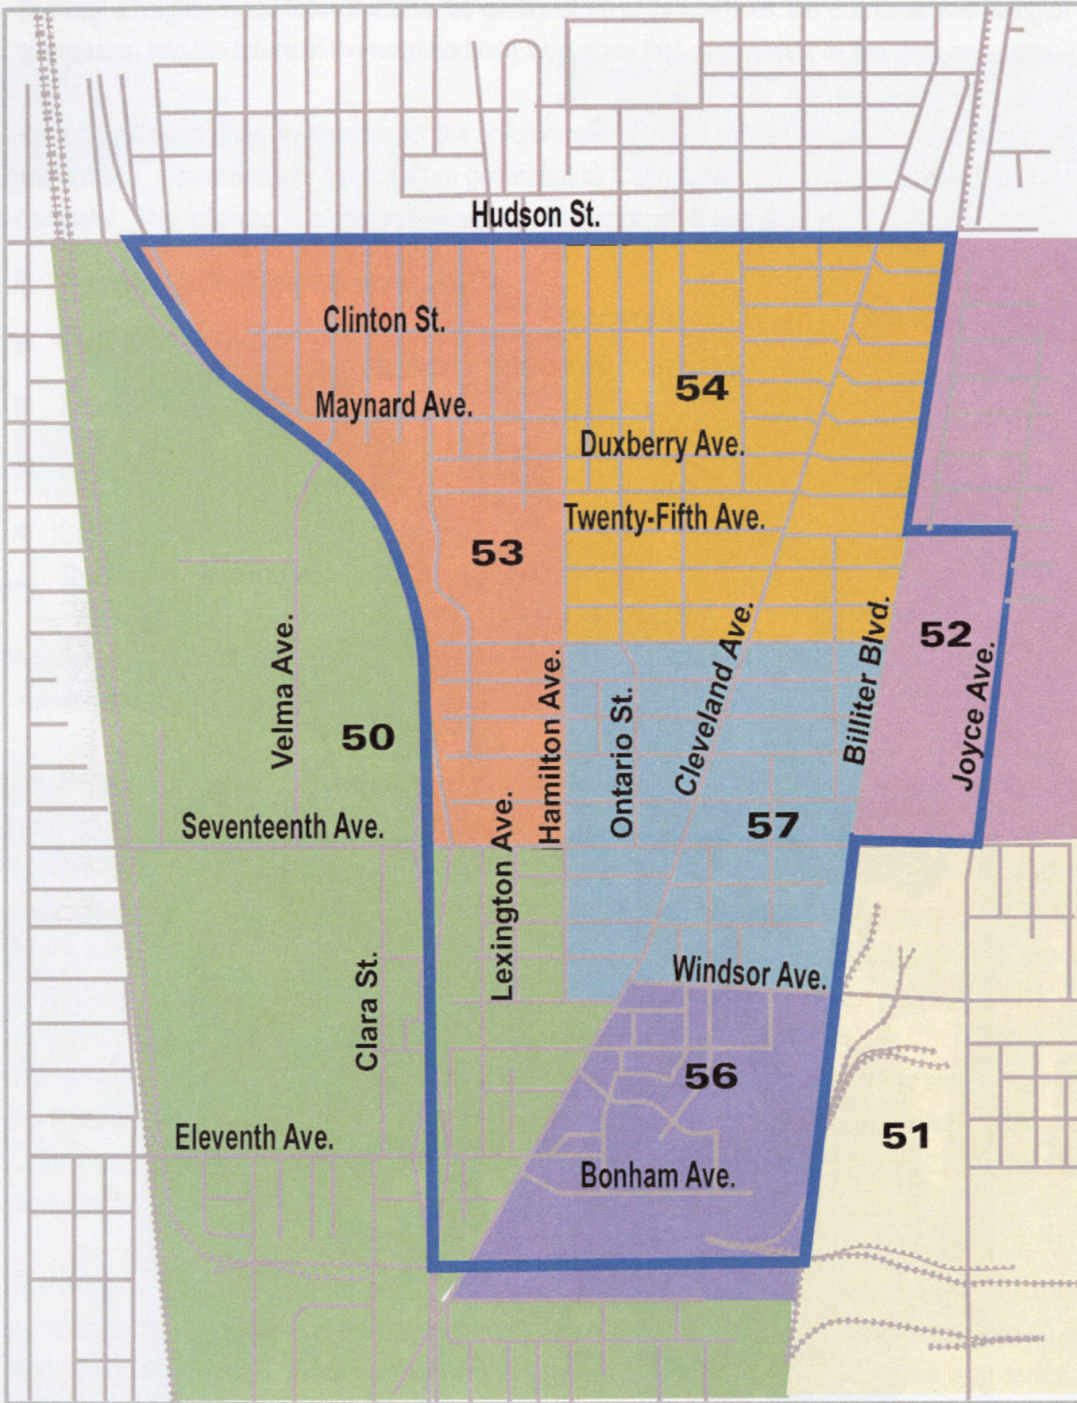 Hudson St.
Clinton St.
54
Maynard Ave.
Duxberry Ave.
Twenty-Fifth Ave.
53
52
Velma Ave.
Hamilton Ave.
Ontario St.
Cleveland Ave.
Billiter Blvd.
Joyce Ave.
50
Seventeenth Ave.
57
Lexington Ave.
Clara St.
Windsor Ave.
56
Eleventh Ave.
51
Bonham Ave.